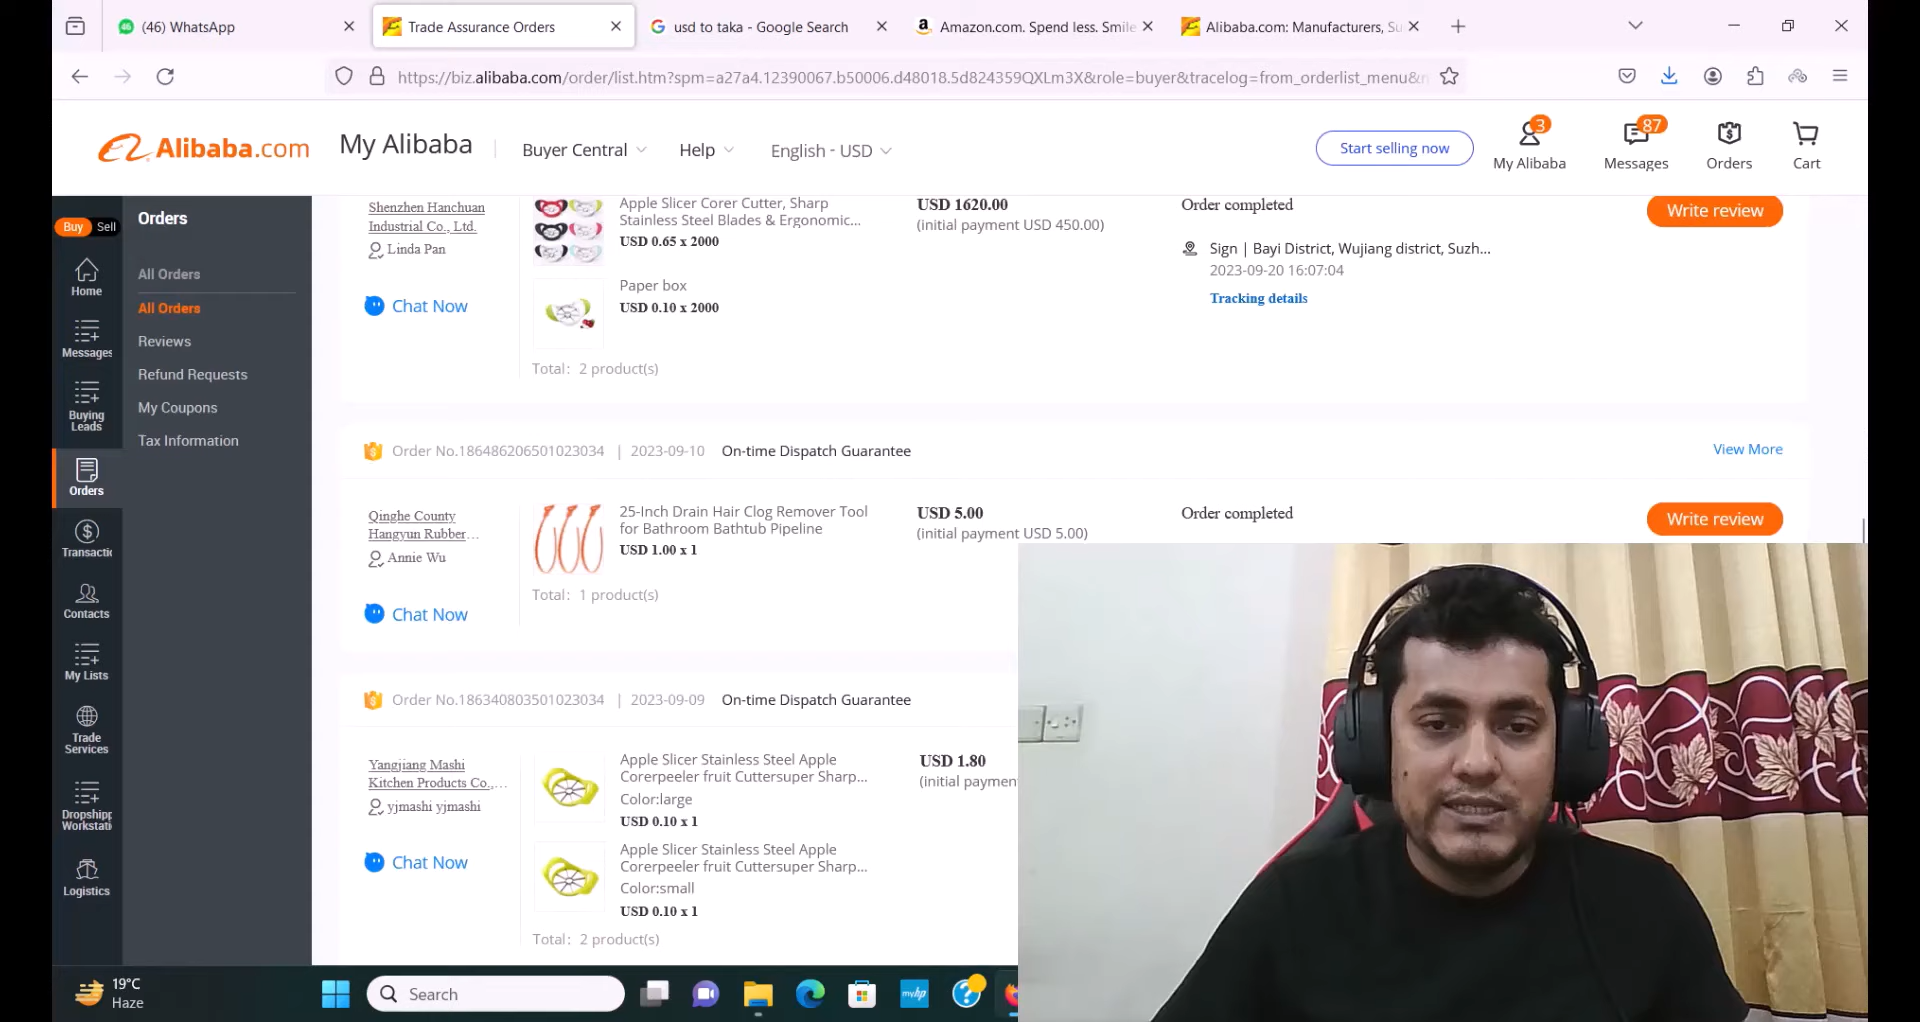 (46) WhatsApp
Trade Assurance Orders
usd to taka - Google Search
Amazon.com. Spend less. Smile
Alibaba.com: Manufacturers, Su
https://biz.alibaba.com/order/list.htm?spm=a27a4.12390067.b50006.d48018.5d824359QXLm3X&role=buyer&tracelog=from_orderlist_menu&
Alibaba.com
My Alibaba
Buyer Central
Help
English - USD
Start selling now
3
My Alibaba
87
Messages
Orders
Cart
Buy
Sell
Home
Messages
Buying
Leads
Orders
Transactic
Contacts
My Lists
Trade
Services
Dropshipp
Workstati
Logistics
Orders
All Orders
All Orders
Reviews
Refund Requests
My Coupons
Tax Information
Shenzhen Hanchuan
Industrial Co., Ltd.
Linda Pan
Chat Now
Apple Slicer Corer Cutter, Sharp
Stainless Steel Blades & Ergonomic...
USD 0.65 x 2000
Paper box
USD 0.10 x 2000
Total: 2 product(s)
USD 1620.00
(initial payment USD 450.00)
Order completed
Sign | Bayi District, Wujiang district, Suzh...
2023-09-20 16:07:04
Tracking details
Write review
Order No.186486206501023034 | 2023-09-10 On-time Dispatch Guarantee
View More
Qinghe County
Hangyun Rubber...
Annie Wu
Chat Now
25-Inch Drain Hair Clog Remover Tool
for Bathroom Bathtub Pipeline
USD 1.00 x 1
Total: 1 product(s)
USD 5.00
(initial payment USD 5.00)
Order completed
Write review
Order No.186340803501023034 | 2023-09-09 On-time Dispatch Guarantee
Yangjiang Mashi
Kitchen Products Co.,...
yjmashi yjmashi
Chat Now
Apple Slicer Stainless Steel Apple
Corerpeeler fruit Cuttersuper Sharp...
Color:large
USD 0.10 x 1
Apple Slicer Stainless Steel Apple
Corerpeeler fruit Cuttersuper Sharp...
Color:small
USD 0.10 x 1
Total: 2 product(s)
USD 1.80
(initial paymen
19°C
Haze
Search
myhp